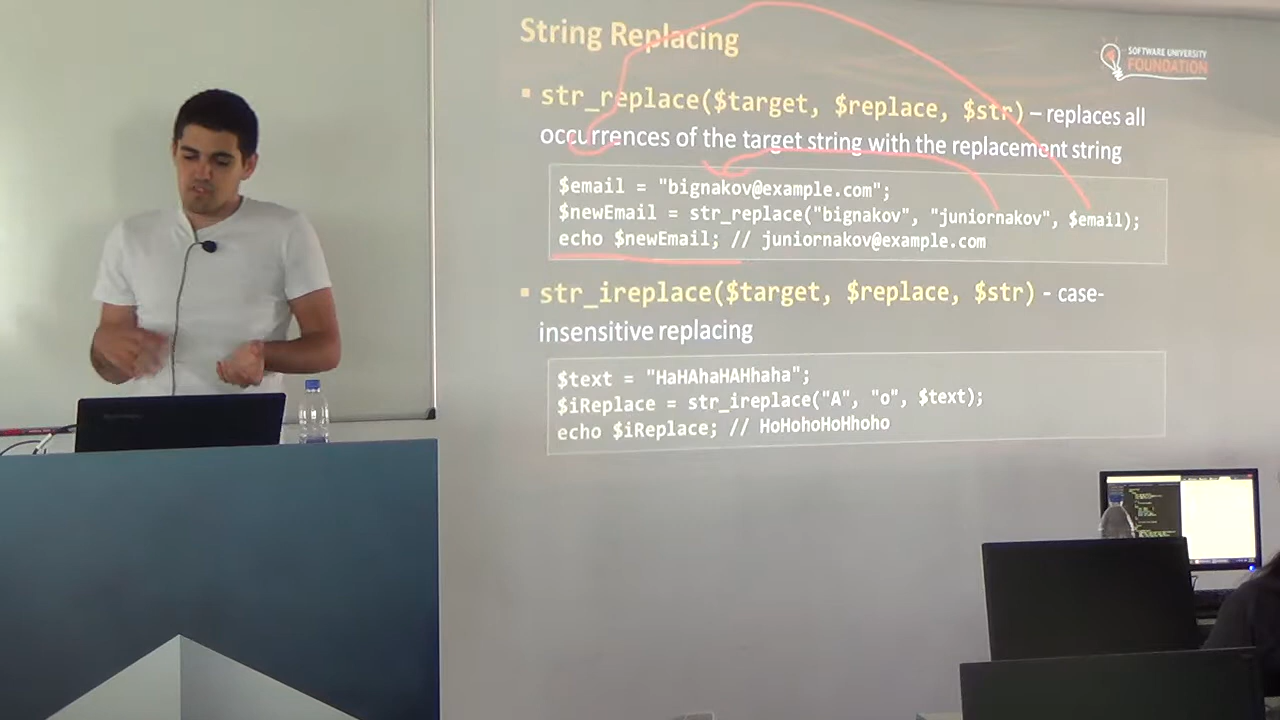 String Replacing
SOFTWARE UNIVERSITY
FOUNDATION
str_replace($target, $replace, $str) – replaces all
occurrences of the target string with the replacement string
$email = "bignakov@example.com";
$newEmail = str_replace("bignakov", "juniornakov", $email);
echo $newEmail; // juniornakov@example.com
str_ireplace($target, $replace, $str) - case-
insensitive replacing
$text = "HaHAhaHAHhaha";
$iReplace = str_ireplace("A", "o", $text);
echo $iReplace; // HoHohoHoHhoho